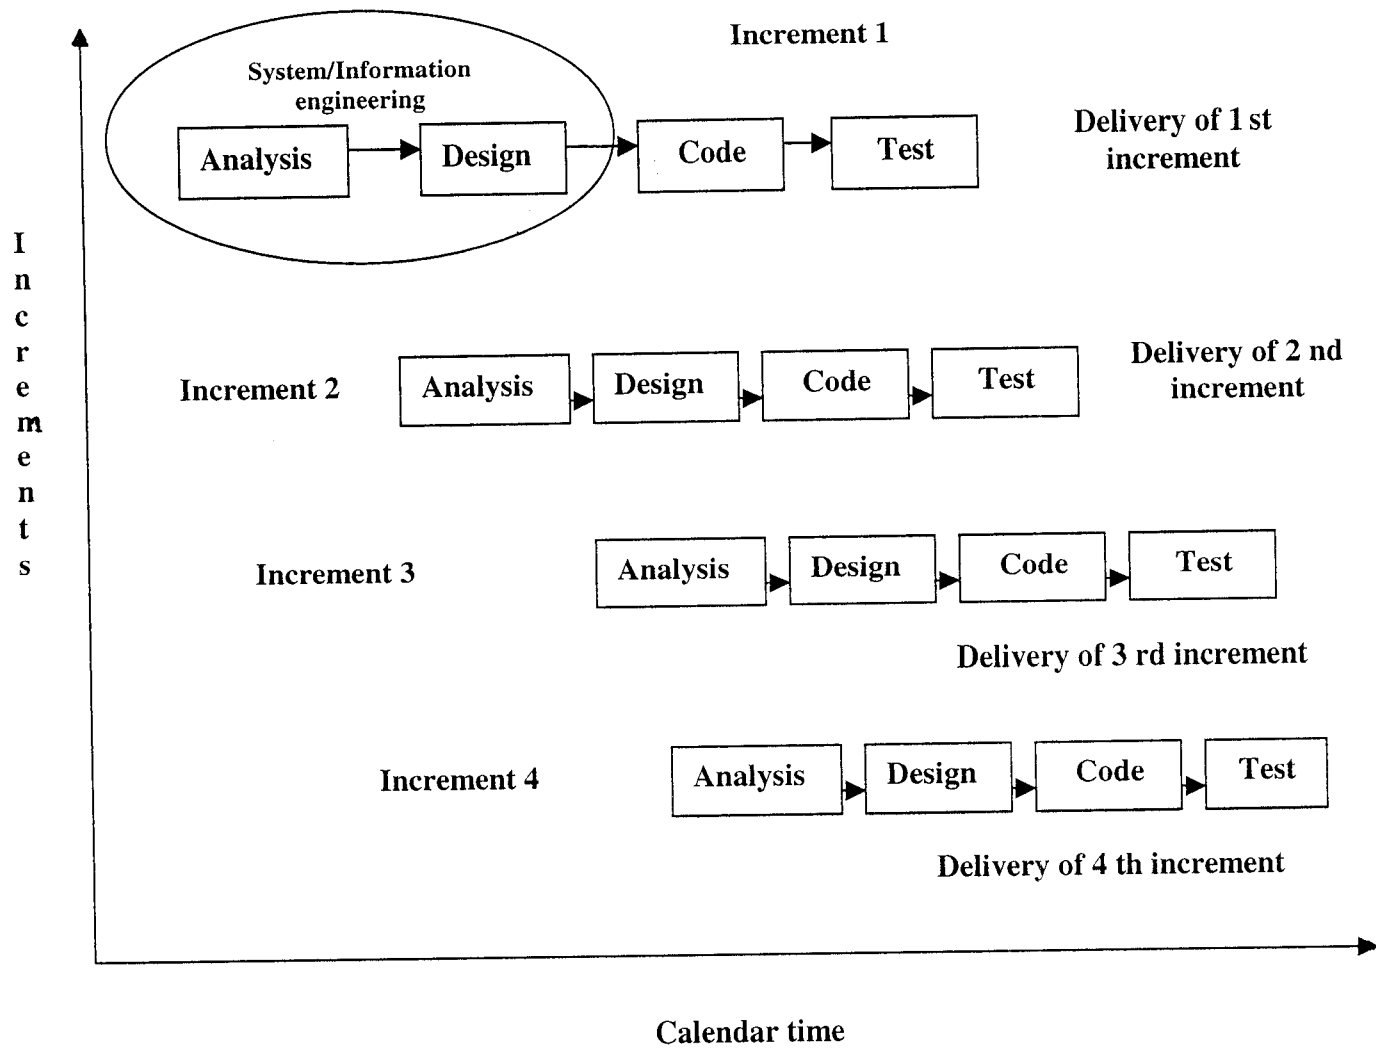 Increment 1
System/Information
engineering
Analysis
Design
Code
Test
Delivery of 1 st
increment
Increments
Increment 2
Analysis
Design
Code
Test
Delivery of 2 nd
increment
Increment 3
Analysis
Design
Code
Test
Delivery of 3 rd increment
Increment 4
Analysis
Design
Code
Test
Delivery of 4 th increment
Calendar time